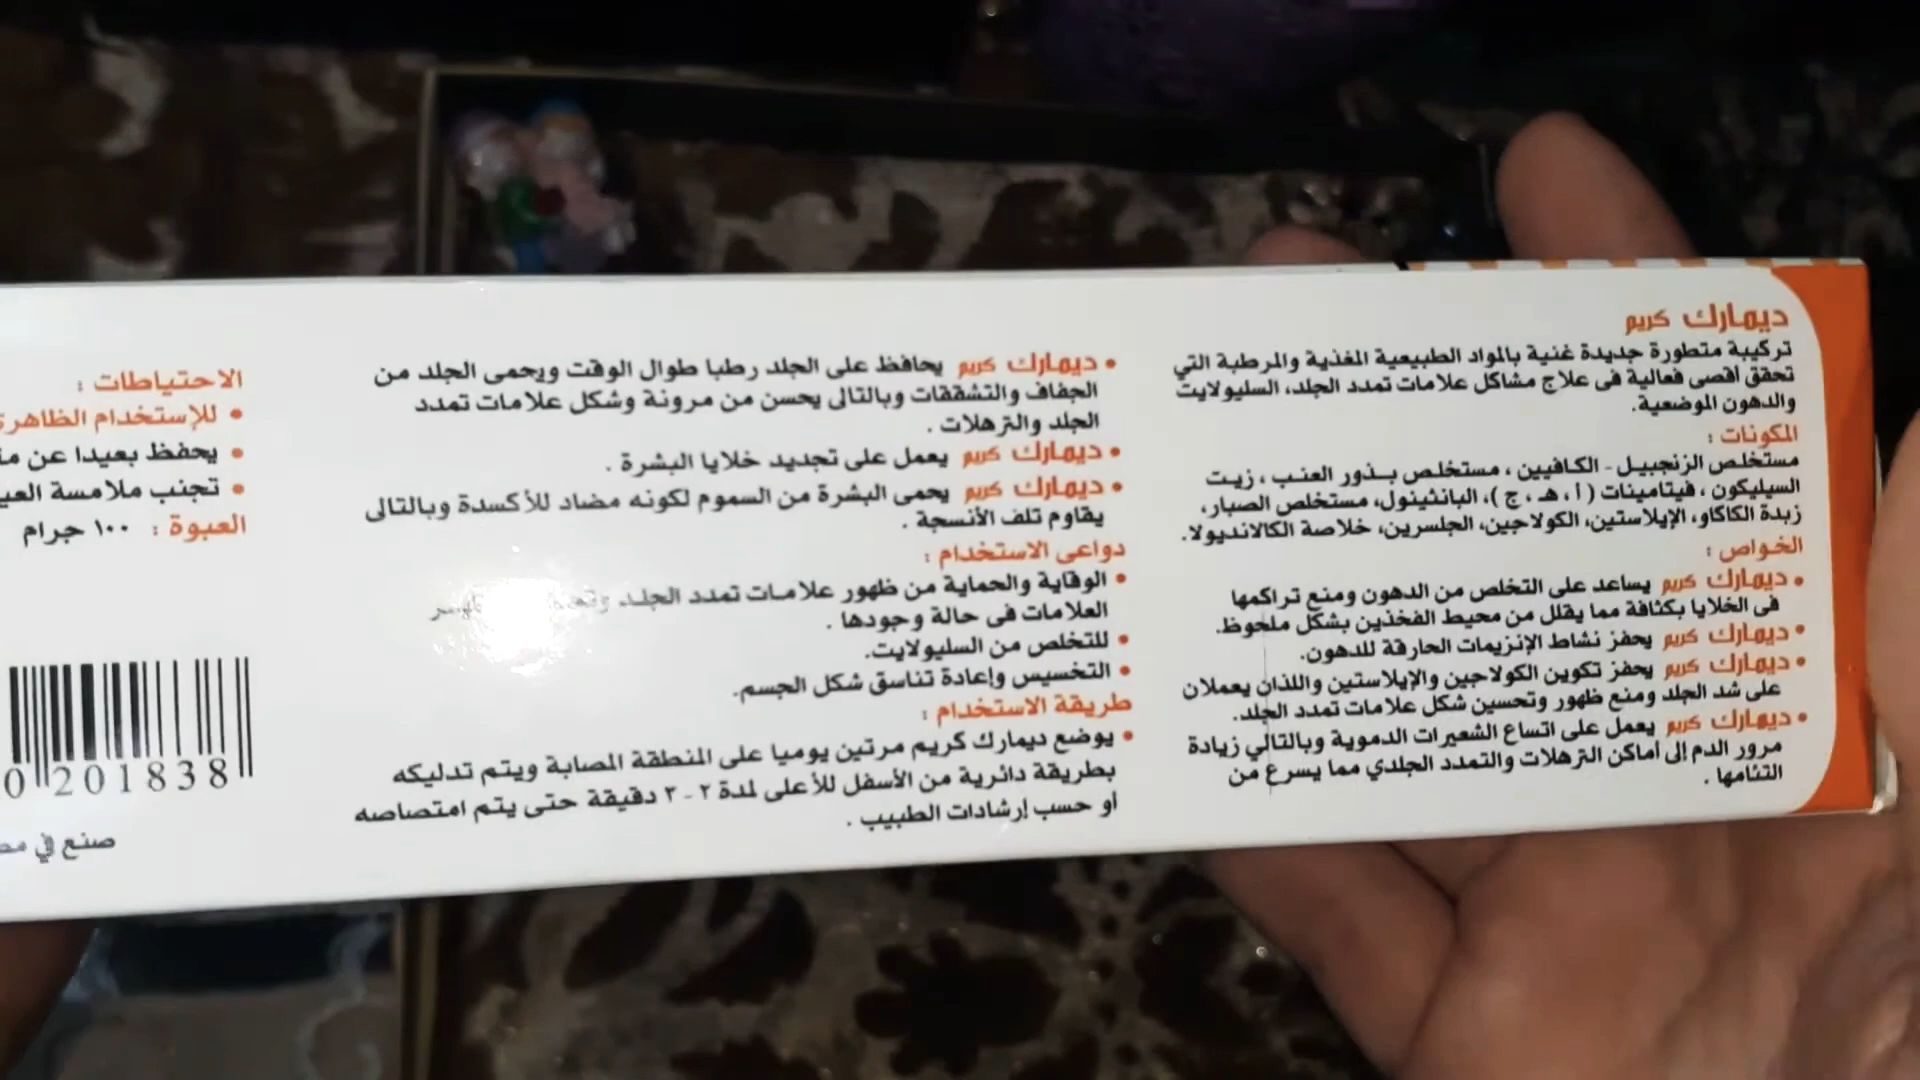 ديمارك كريم
تركيبة متطورة جديدة غنية بالمواد الطبيعية المغذية والمرطبة التي
تحقق أقصى فعالية فى علاج مشاكل علامات تمدد الجلد، السليولايت
والدهون الموضعية.
المكونات :
مستخلص الزنجبيل - الكافيين ، مستخلص بذور العنب ، زيت
السيليكون ، فيتامينات ( أ ، هـ ، ج )، البانثينول، مستخلص الصبار،
زبدة الكاكاو، الإيلاستين، الكولاجين، الجلسرين، خلاصة الكالانديولا.
الخواص :
• ديمارك كريم يساعد على التخلص من الدهون ومنع تراكمها
فى الخلايا بكثافة مما يقلل من محيط الفخذين بشكل ملحوظ.
• ديمارك كريم يحفز نشاط الإنزيمات الحارقة للدهون.
• ديمارك كريم يحفز تكوين الكولاجين والإيلاستين واللذان يعملان
على شد الجلد ومنع ظهور وتحسين شكل علامات تمدد الجلد.
• ديمارك كريم يعمل على اتساع الشعيرات الدموية وبالتالي زيادة
مرور الدم إلى أماكن الترهلات والتمدد الجلدي مما يسرع من
التئامها .
• ديمارك كريم يحافظ على الجلد رطبا طوال الوقت ويحمى الجلد من
الجفاف والتشققات وبالتالى يحسن من مرونة وشكل علامات تمدد
الجلد والترهلات .
• ديمارك كريم يعمل على تجديد خلايا البشرة .
• ديمارك كريم يحمى البشرة من السموم لكونه مضاد للأكسدة وبالتالى
يقاوم تلف الأنسجة .
دواعى الاستخدام :
• الوقاية والحماية من ظهور علامات تمدد الجلد
العلامات فى حالة وجودها .
• للتخلص من السليولايت.
• التخسيس وإعادة تناسق شكل الجسم.
طريقة الاستخدام :
• يوضع ديمارك كريم مرتين يوميا على المنطقة المصابة ويتم تدليكه
بطريقة دائرية من الأسفل للأعلى لمدة ٢ - ٣ دقيقة حتى يتم امتصاصه
أو حسب إرشادات الطبيب .
الاحتياطات :
• للإستخدام
• يحفظ بعيدا عن
• تجنب ملامسة
العبوة : ١٠٠ جرام
0 201838
صنع في